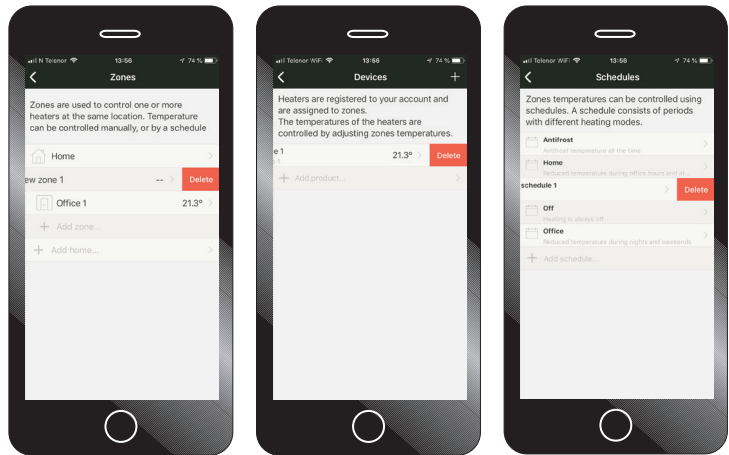 N Telenor 13:56 74 %
Zones
Zones are used to control one or more
heaters at the same location. Temperature
can be controlled manually, or by a schedule
Home
ew zone 1 -- Delete
Office 1 21.3°
+ Add zone...
+ Add home...
Telenor WiFi 13:56 74 %
Devices +
Heaters are registered to your account and
are assigned to zones.
The temperatures of the heaters are
controlled by adjusting zones temperatures.
e 1 21.3° Delete
+ Add product...
Telenor WiFi 13:56 74 %
Schedules
Zones temperatures can be controlled using
schedules. A schedule consists of periods
with different heating modes.
Antifrost
Antifrost temperature all the time
Home
Reduced temperature during office hours and at...
schedule 1 Delete
Off
Heating is always off
Office
Reduced temperature during nights and weekends
+ Add schedule...